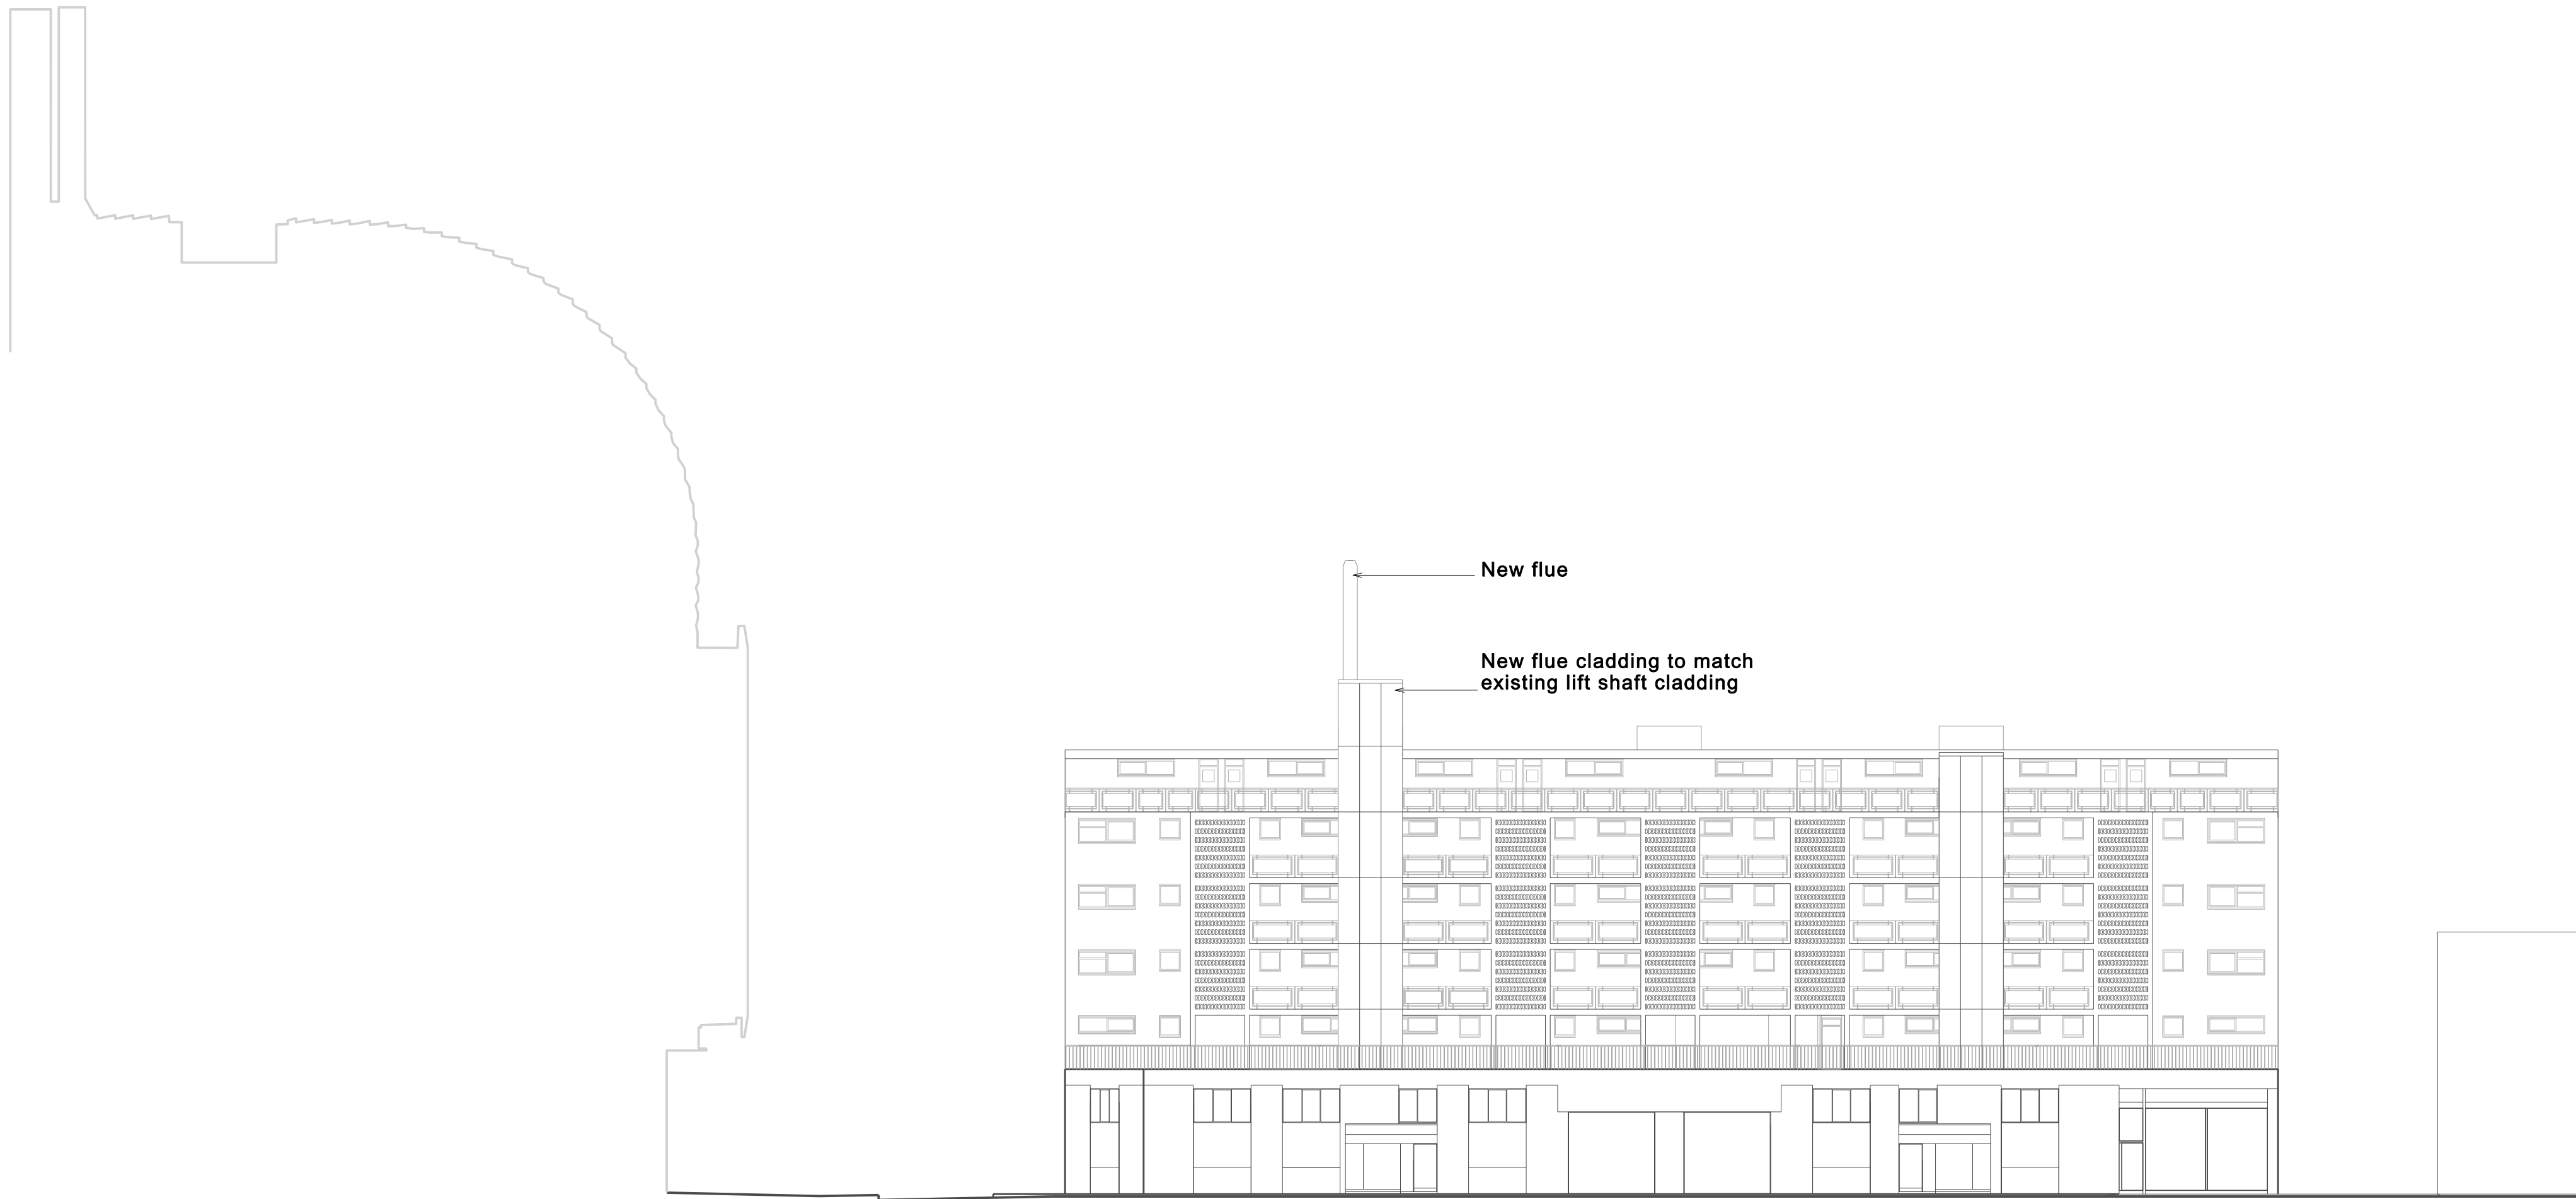 New flue
New flue cladding to match
existing lift shaft cladding